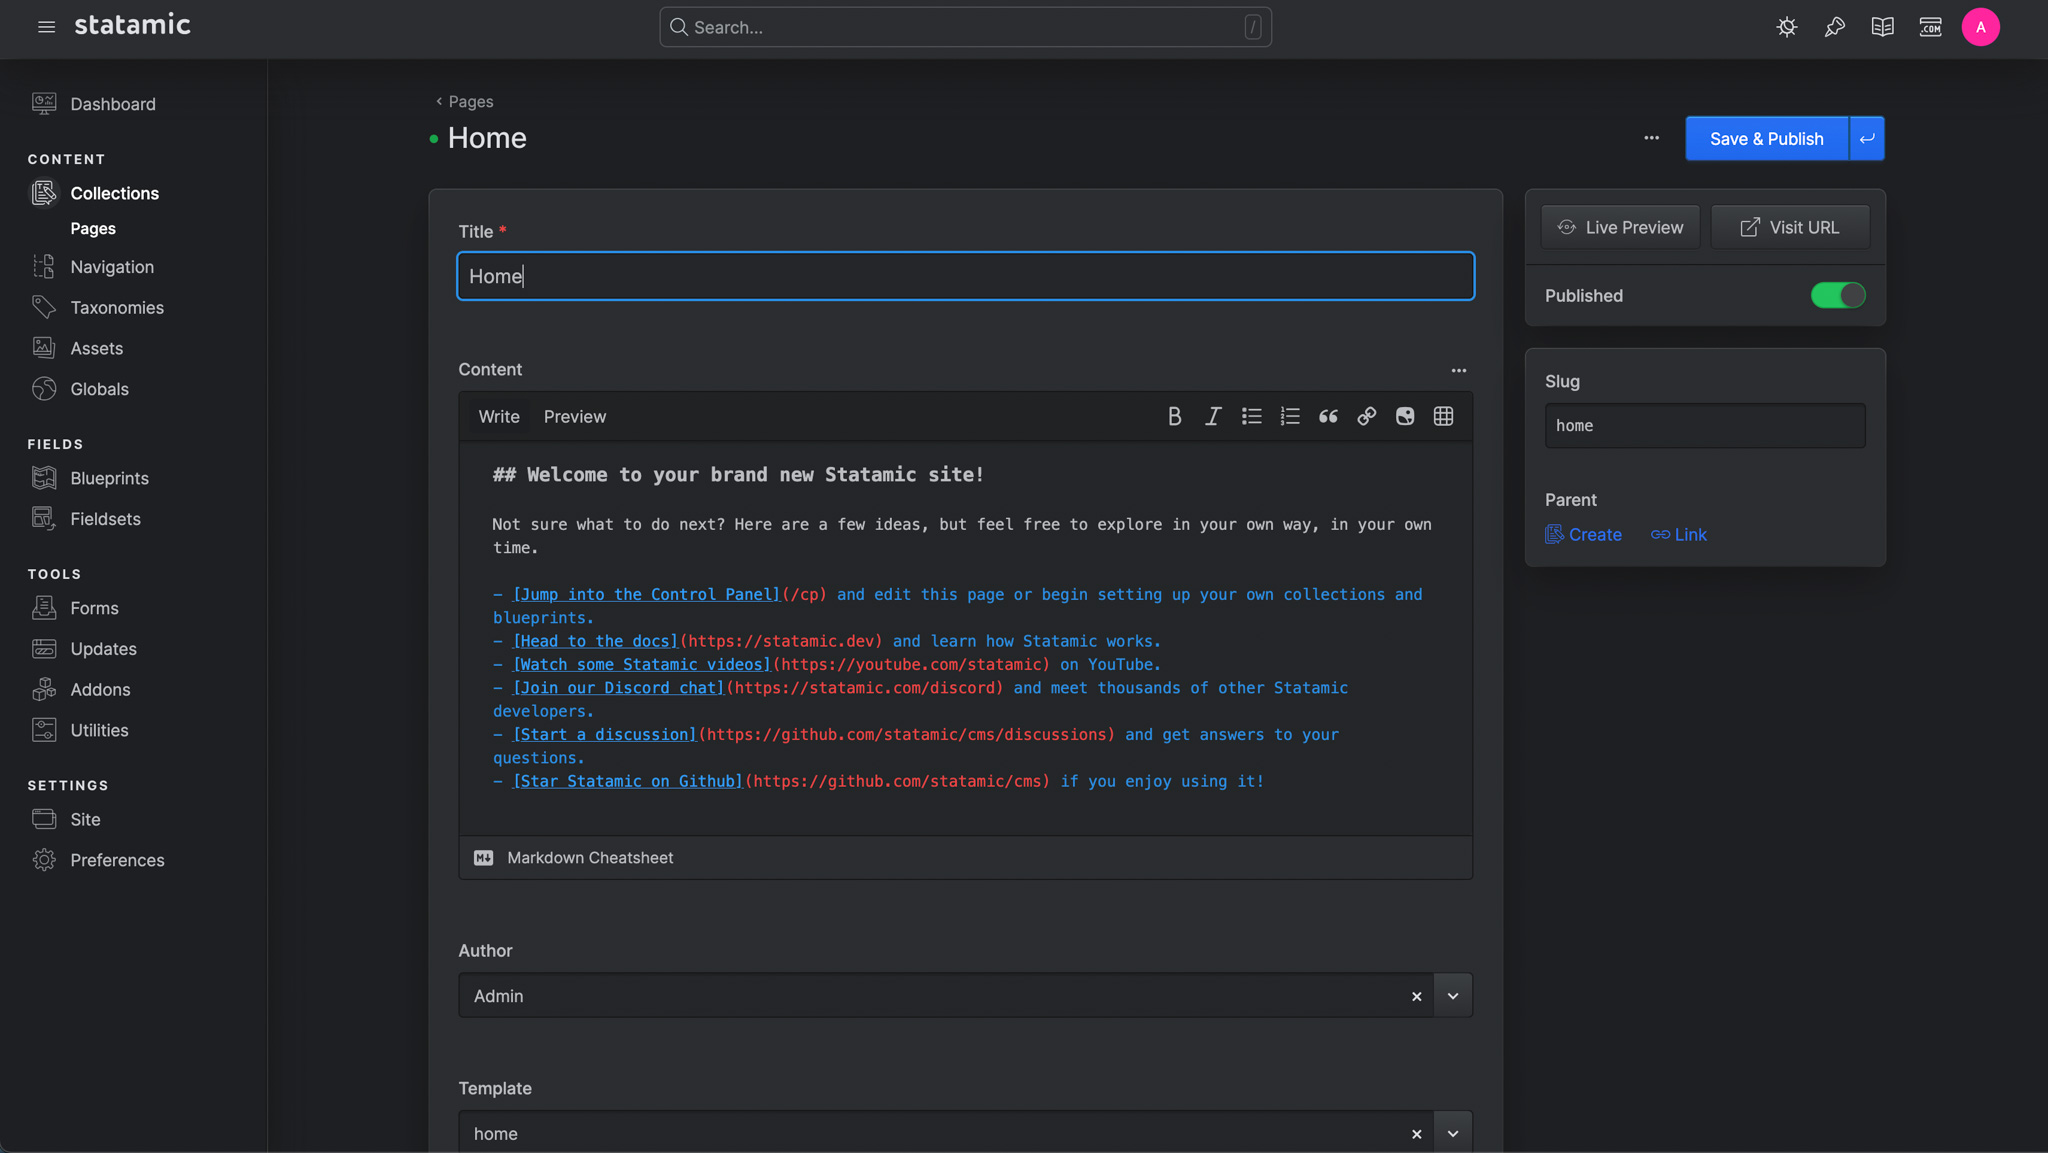 statamic
Search...
/
.COM
A
Dashboard
CONTENT
Collections
Pages
Navigation
Taxonomies
Assets
Globals
FIELDS
Blueprints
Fieldsets
TOOLS
Forms
Updates
Addons
Utilities
SETTINGS
Site
Preferences
‹ Pages
Home
Save & Publish
Title *
Home
Content
Write Preview
## Welcome to your brand new Statamic site!
Not sure what to do next? Here are a few ideas, but feel free to explore in your own way, in your own
time.
- [Jump into the Control Panel](/cp) and edit this page or begin setting up your own collections and
blueprints.
- [Head to the docs](https://statamic.dev) and learn how Statamic works.
- [Watch some Statamic videos](https://youtube.com/statamic) on YouTube.
- [Join our Discord chat](https://statamic.com/discord) and meet thousands of other Statamic
developers.
- [Start a discussion](https://github.com/statamic/cms/discussions) and get answers to your
questions.
- [Star Statamic on Github](https://github.com/statamic/cms) if you enjoy using it!
Markdown Cheatsheet
Author
Admin
Template
home
Live Preview
Visit URL
Published
Slug
home
Parent
Create Link